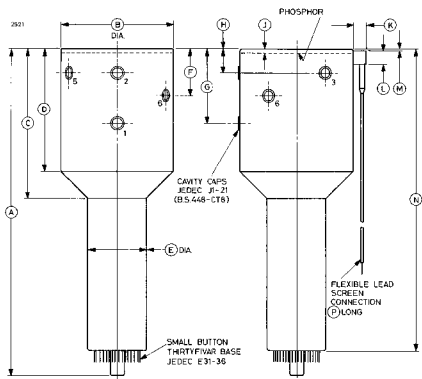 2521
B
DIA.
H
J
PHOSPHOR
K
5
2
3
6
6
1
F
G
L
M
D
C
A
N
CAVITY CAPS
JEDEC J1-21
(B.S.448-CT8)
E DIA.
FLEXIBLE LEAD
SCREEN
CONNECTION
P LONG
SMALL BUTTON
THIRTYFIVAR BASE
JEDEC E31-36